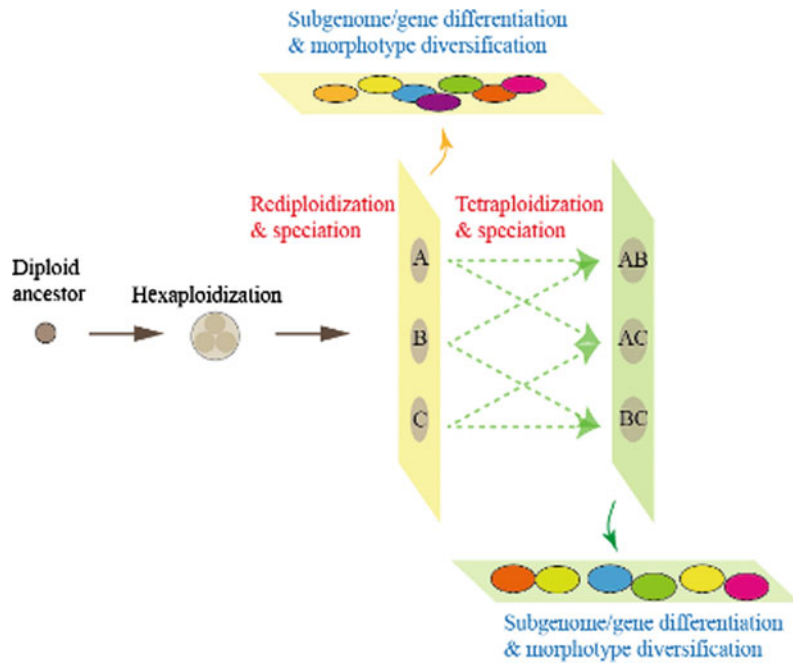 Subgenome/gene differentiation
& morphotype diversification
Rediploidization
& speciation
Tetraploidization
& speciation
Diploid
ancestor
Hexaploidization
A
B
C
AB
AC
BC
Subgenome/gene differentiation
& morphotype diversification